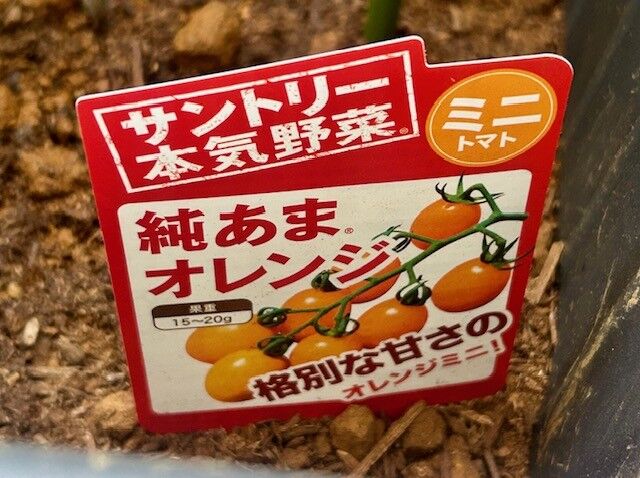 サントリー
本気野菜®
ミニ
トマト
純あま®
オレンジ
果重
15〜20g
格別な甘さの
オレンジミニ!